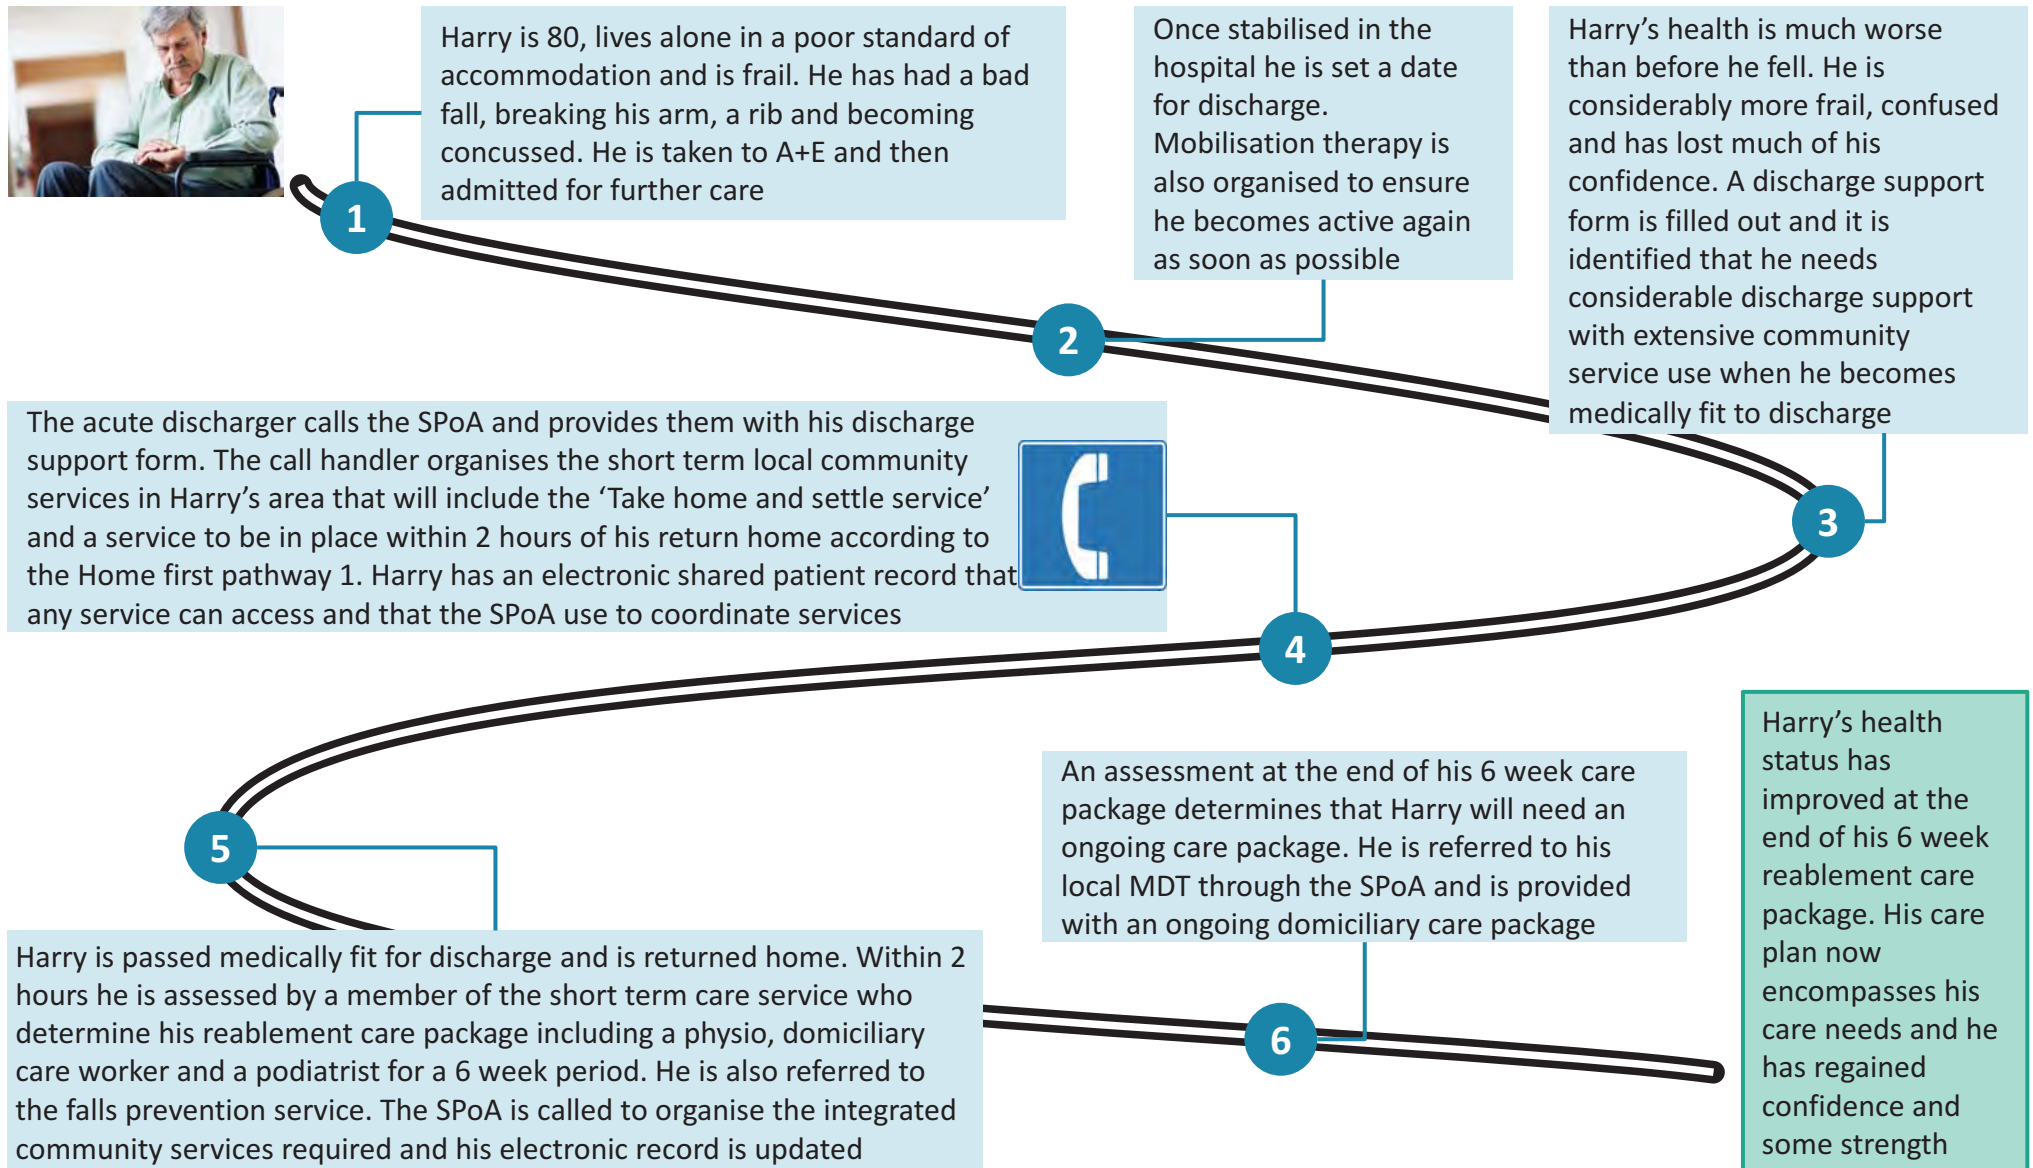 Harry is 80, lives alone in a poor standard of
accommodation and is frail. He has had a bad
fall, breaking his arm, a rib and becoming
concussed. He is taken to A+E and then
admitted for further care
1
Once stabilised in the
hospital he is set a date
for discharge.
Mobilisation therapy is
also organised to ensure
he becomes active again
as soon as possible
2
Harry’s health is much worse
than before he fell. He is
considerably more frail, confused
and has lost much of his
confidence. A discharge support
form is filled out and it is
identified that he needs
considerable discharge support
with extensive community
service use when he becomes
medically fit to discharge
3
The acute discharger calls the SPoA and provides them with his discharge
support form. The call handler organises the short term local community
services in Harry’s area that will include the ‘Take home and settle service’
and a service to be in place within 2 hours of his return home according to
the Home first pathway 1. Harry has an electronic shared patient record that
any service can access and that the SPoA use to coordinate services
4
5
Harry is passed medically fit for discharge and is returned home. Within 2
hours he is assessed by a member of the short term care service who
determine his reablement care package including a physio, domiciliary
care worker and a podiatrist for a 6 week period. He is also referred to
the falls prevention service. The SPoA is called to organise the integrated
community services required and his electronic record is updated
An assessment at the end of his 6 week care
package determines that Harry will need an
ongoing care package. He is referred to his
local MDT through the SPoA and is provided
with an ongoing domiciliary care package
6
Harry’s health
status has
improved at the
end of his 6 week
reablement care
package. His care
plan now
encompasses his
care needs and he
has regained
confidence and
some strength